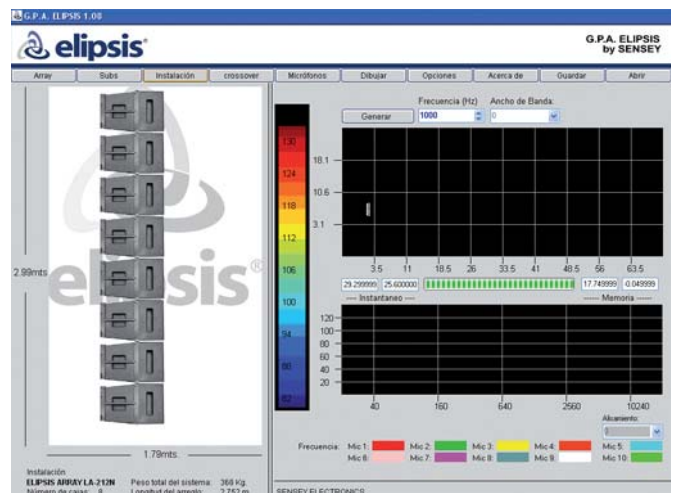 G.P.A. ELIPSIS 1.00
elipsis®
G.P.A. ELIPSIS
by SENSEY
Array Subs Instalación crossover Micrófonos Dibujar Opciones Acerca de Guardar Abrir
Frecuencia (Hz) Ancho de Banda:
Generar 1000 0
130
124
118
112
106
100
94
88
82
18.1
10.6
3.1
3.5 11 18.5 26 33.5 41 48.5 56 63.5
29.299999 25.600000 17.749999 -0.049999
---- Instantaneo ---- ---- Memoria ----
120
100
80
60
40
20
40 160 640 2560 10240
elipsis®
2.99mts
1.79mts.
Frecuencia: Mic 1: Mic 2: Mic 3: Mic 4: Mic 5:
Mic 6: Mic 7: Mic 8: Mic 9: Mic 10:
Instalación
ELIPSIS ARRAY LA-212N Peso total del sistema: 368 Kg.
Número de cajas: 8 Longitud del arreglo: 2.752 m
SENSEY ELECTRONICS